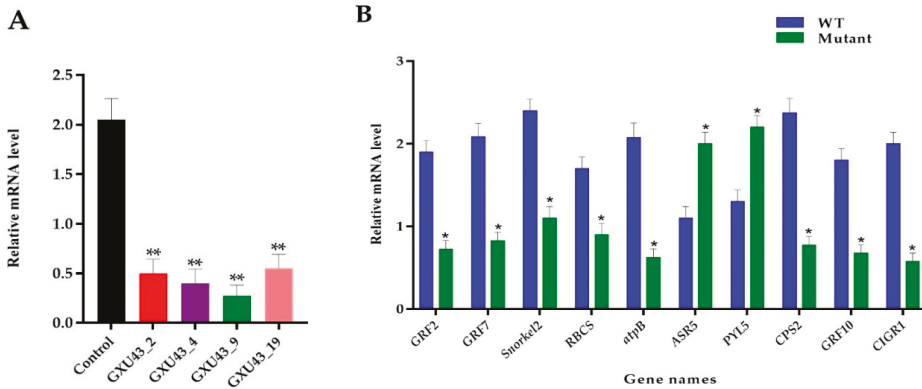 A
Relative mRNA level
2.5
2.0
1.5
1.0
0.5
0.0
** ** ** **
Control GXU43_2 GXU43_4 GXU43_9 GXU43_19
B
WT
Mutant
Relative mRNA level
3
2
1
0
* * * * * * * * * *
GRF2 GRF7 Snorkel2 RBCS atpB ASR5 PYL5 CPS2 GRF10 CIGR1
Gene names